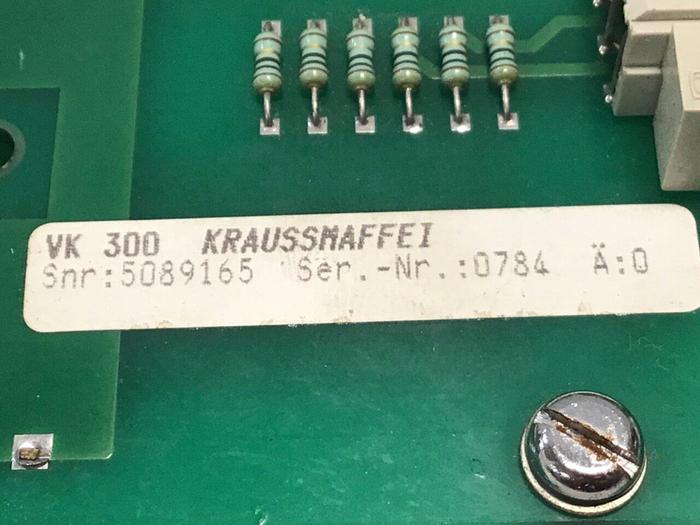 VK 300 KRAUSSMAFFEI
Snr:5089165 Ser.-Nr.:0784 Ä:0